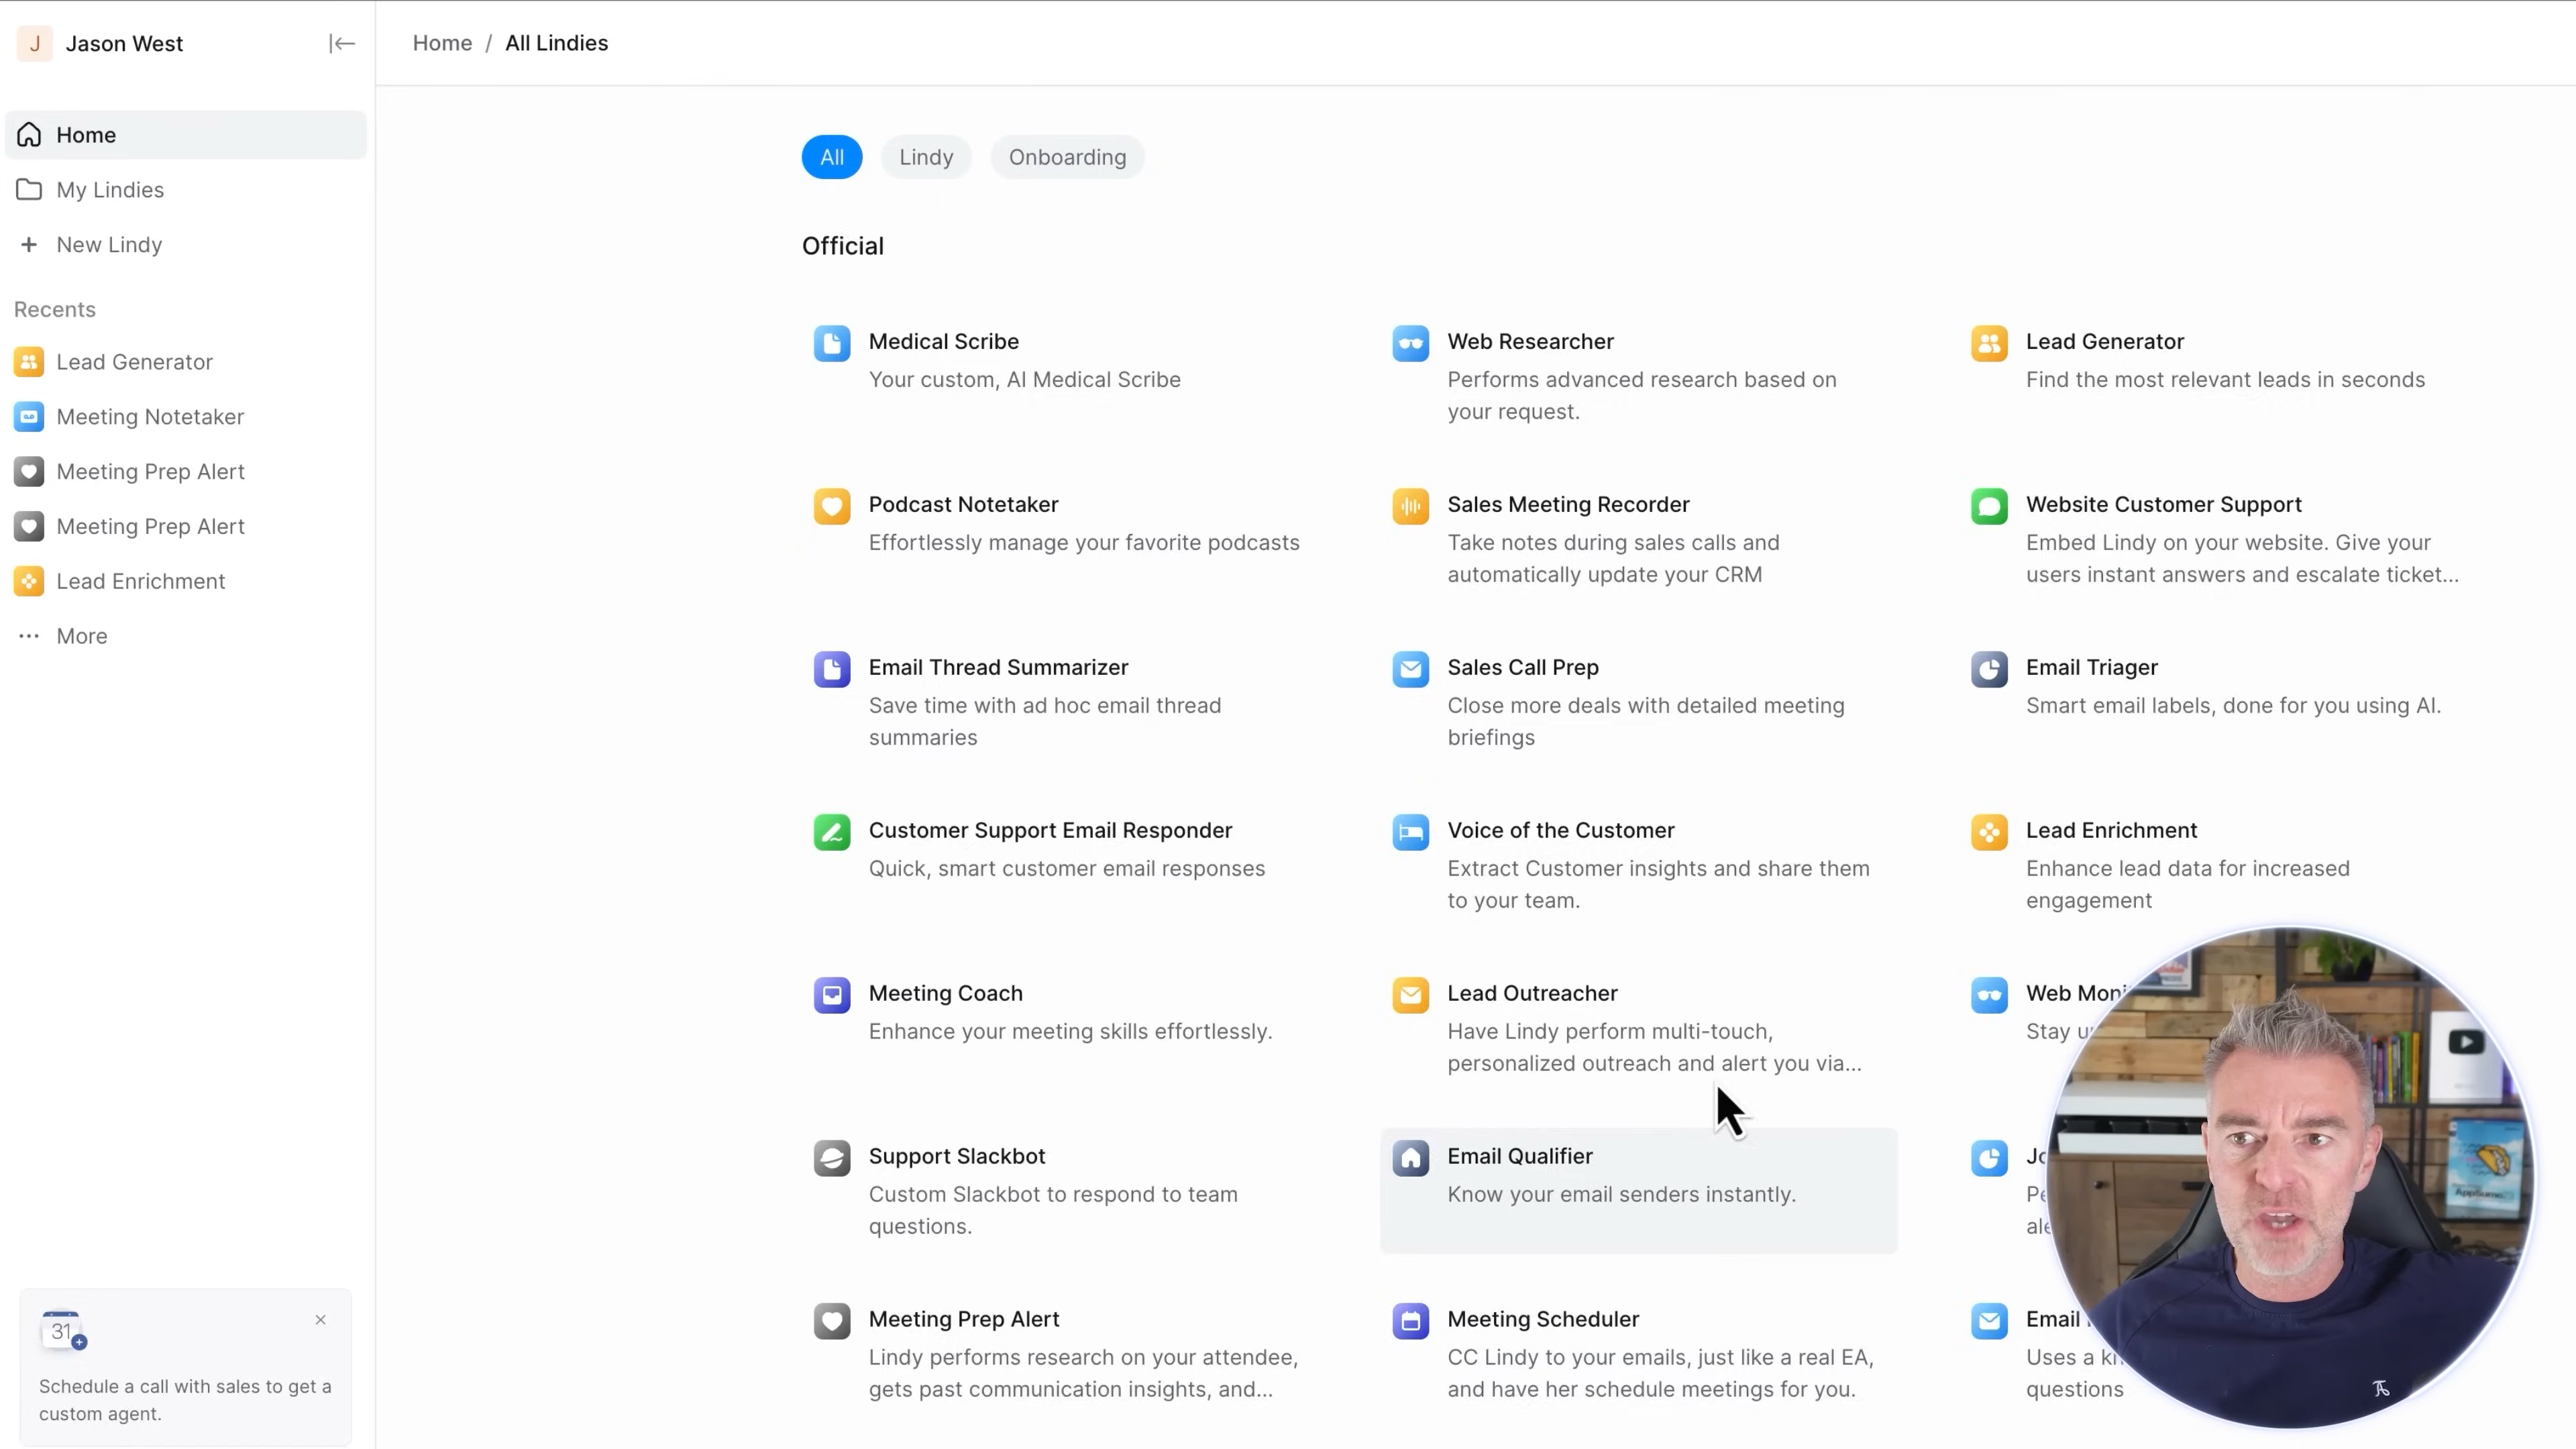 J Jason West
Home / All Lindies
Home
My Lindies
New Lindy
Recents
Lead Generator
Meeting Notetaker
Meeting Prep Alert
Meeting Prep Alert
Lead Enrichment
More
31
Schedule a call with sales to get a
custom agent.
All Lindy Onboarding
Official
Medical Scribe
Your custom, AI Medical Scribe
Web Researcher
Performs advanced research based on
your request.
Lead Generator
Find the most relevant leads in seconds
Podcast Notetaker
Effortlessly manage your favorite podcasts
Sales Meeting Recorder
Take notes during sales calls and
automatically update your CRM
Website Customer Support
Embed Lindy on your website. Give your
users instant answers and escalate ticket...
Email Thread Summarizer
Save time with ad hoc email thread
summaries
Sales Call Prep
Close more deals with detailed meeting
briefings
Email Triager
Smart email labels, done for you using AI.
Customer Support Email Responder
Quick, smart customer email responses
Voice of the Customer
Extract Customer insights and share them
to your team.
Lead Enrichment
Enhance lead data for increased
engagement
Meeting Coach
Enhance your meeting skills effortlessly.
Lead Outreacher
Have Lindy perform multi-touch,
personalized outreach and alert you via...
Web
Stay
Support Slackbot
Custom Slackbot to respond to team
questions.
Email Qualifier
Know your email senders instantly.
Meeting Prep Alert
Lindy performs research on your attendee,
gets past communication insights, and...
Meeting Scheduler
CC Lindy to your emails, just like a real EA,
and have her schedule meetings for you.
Email
Uses a
questions
AppSumo